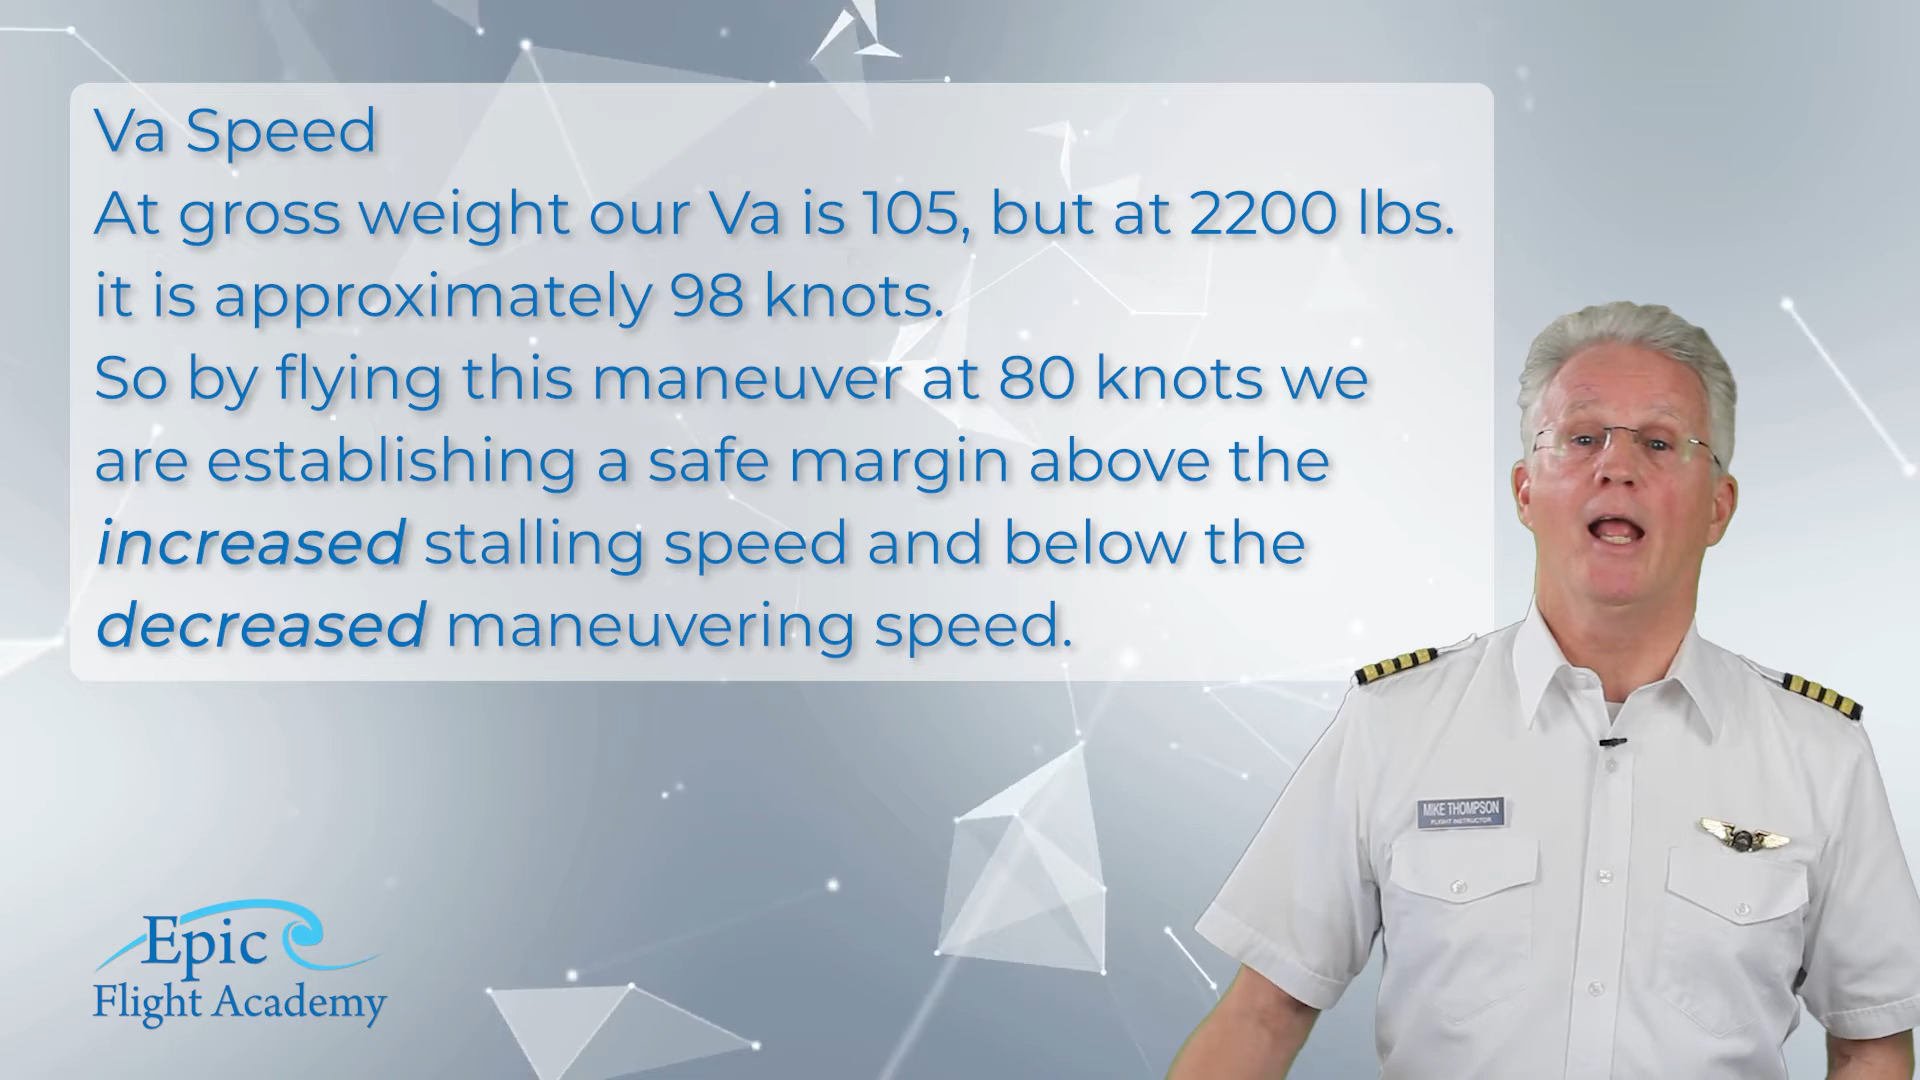 Va Speed
At gross weight our Va is 105, but at 2200 lbs.
it is approximately 98 knots.
So by flying this maneuver at 80 knots we
are establishing a safe margin above the
increased stalling speed and below the
decreased maneuvering speed.
MIKE THOMPSON
FLIGHT INSTRUCTOR
Epic
Flight Academy